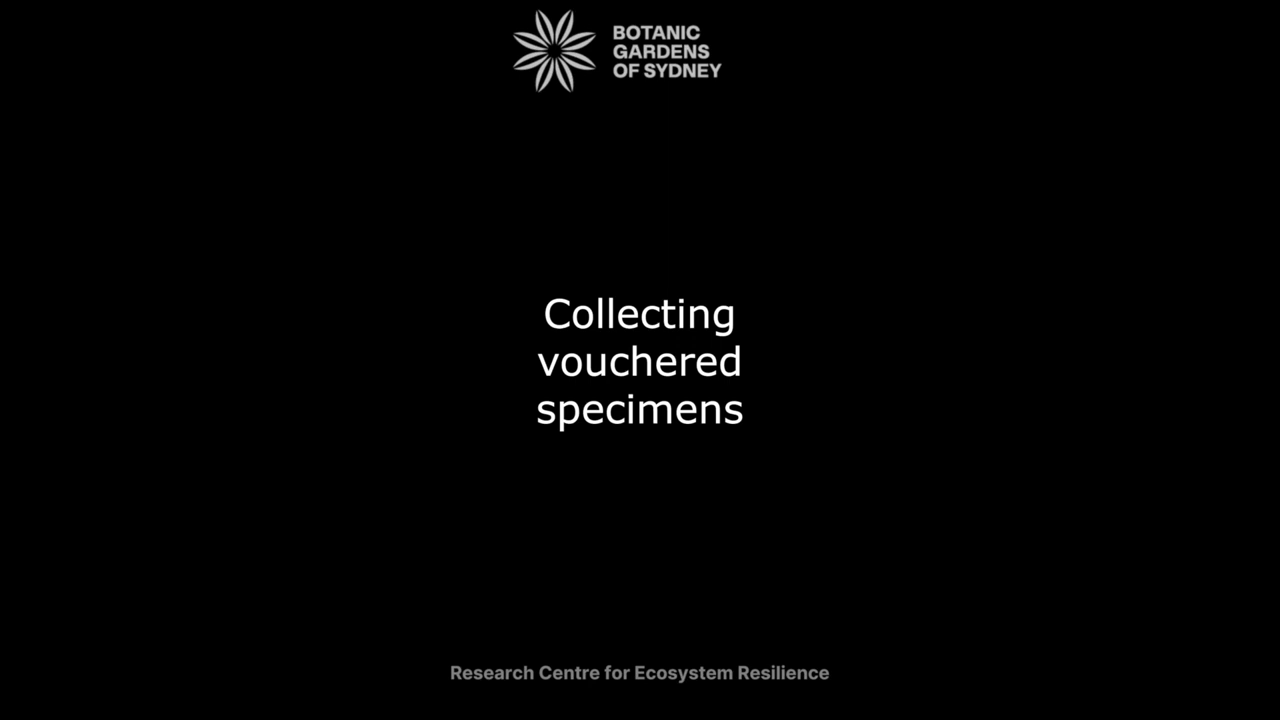 BOTANIC
GARDENS
OF SYDNEY
Collecting
vouchered
specimens
Research Centre for Ecosystem Resilience